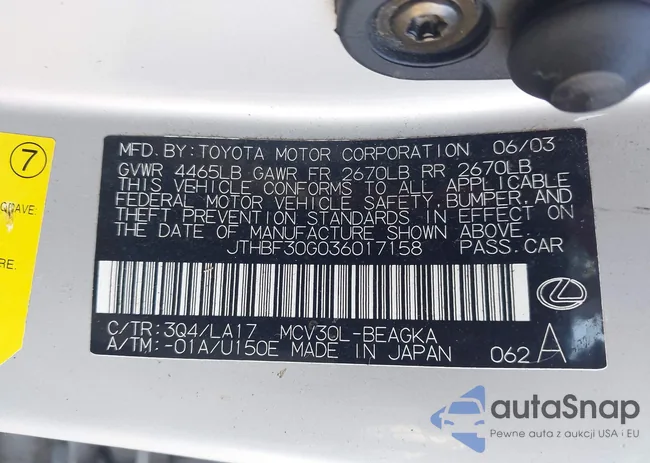 7
QRAVE.
RE.
MFD. BY: TOYOTA MOTOR CORPORATION 06/03
GVWR 4465LB GAWR FR 2670LB RR 2670LB
THIS VEHICLE CONFORMS TO ALL APPLICABLE
FEDERAL MOTOR VEHICLE SAFETY, BUMPER, AND
THEFT PREVENTION STANDARDS IN EFFECT ON
THE DATE OF MANUFACTURE SHOWN ABOVE.
JTHBF30G036017158 PASS. CAR
C/TR: 3Q4/LA17 MCV30L-BEAGKA
A/TM: -01A/U150E MADE IN JAPAN 062 A
autoSnap
Pewne auta z aukcji USA i EU